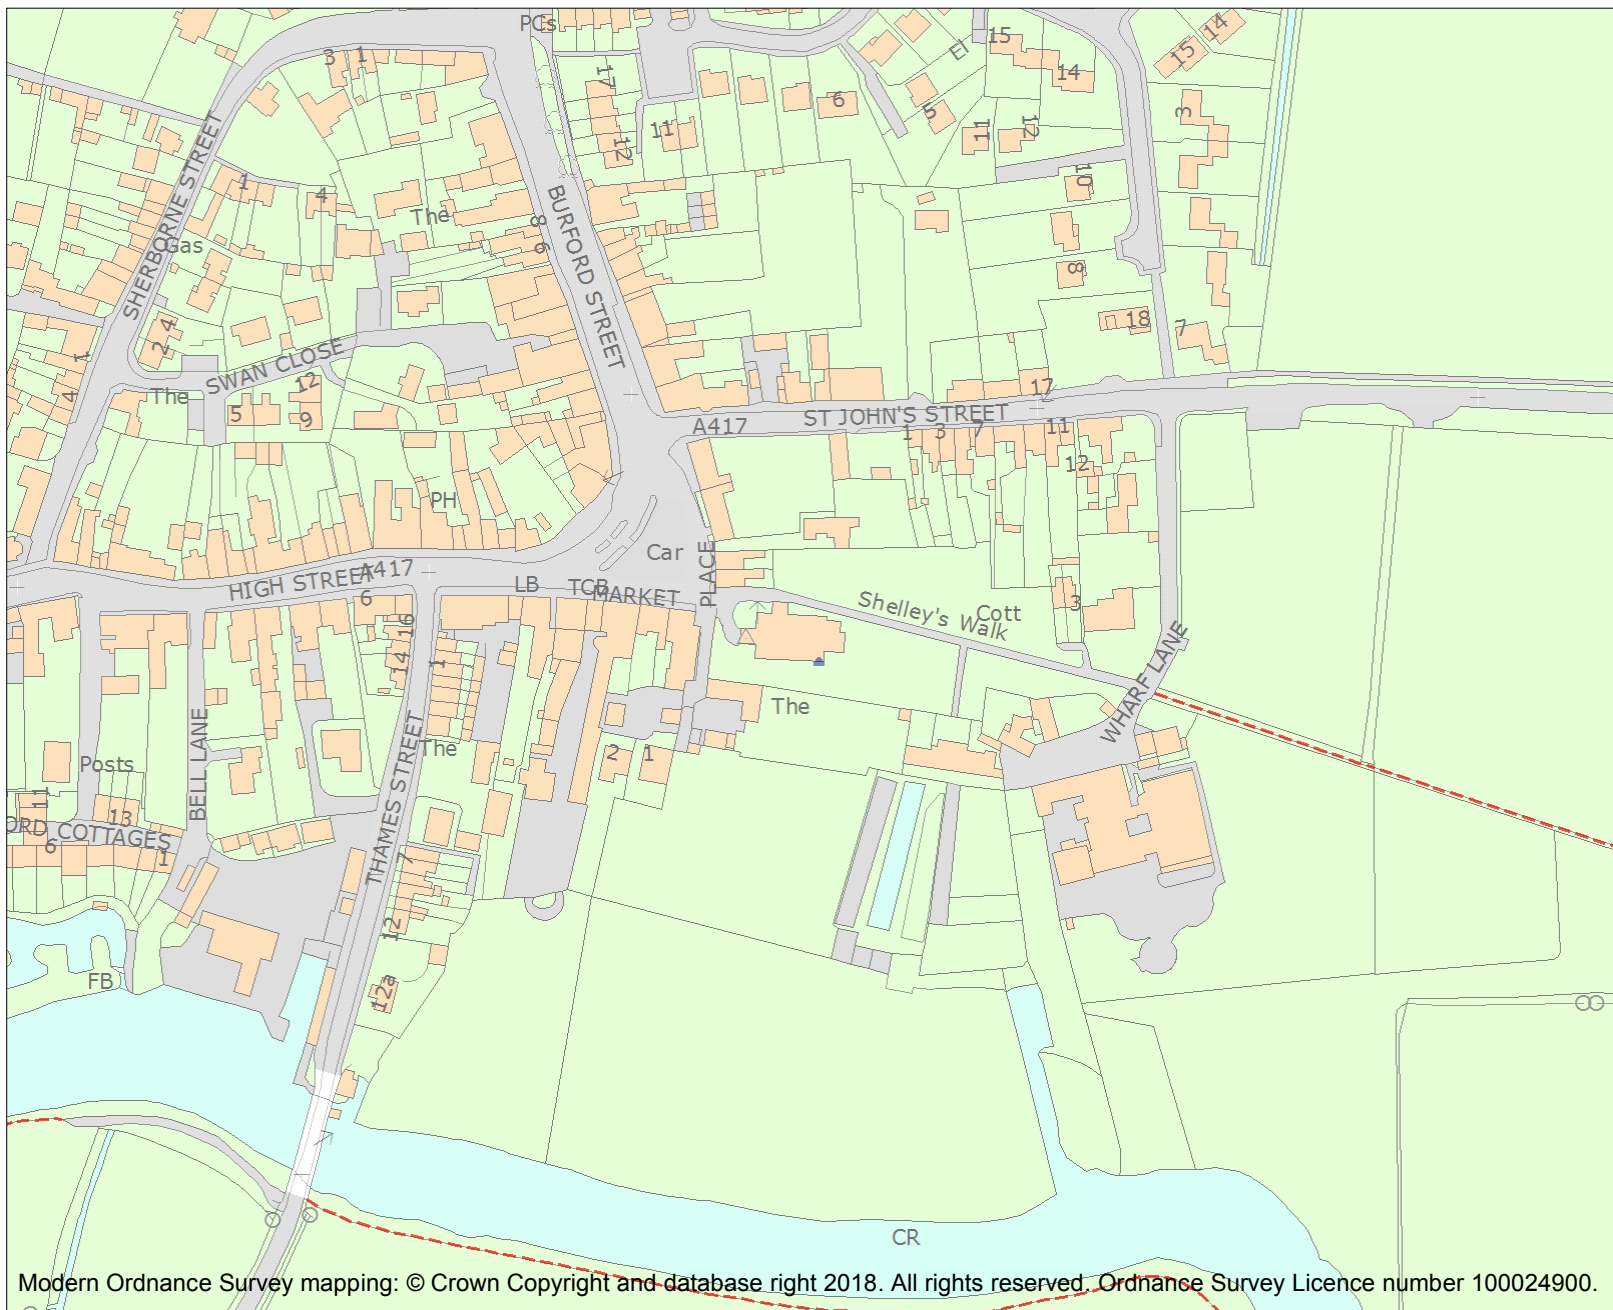 PCs
3
1
17
12
11
6
5
El
15
14
15
14
11
12
10
3
8
18
7
SHERBORNE STREET
1
4
The
Gas
8
6
BURFORD STREET
2 4
1
4
The
SWAN CLOSE
12
5
9
A417
ST JOHN'S STREET
17
1
3
7
11
12
PH
Car
PLACE
HIGH STREET
A417
LB
TCB
MARKET
6
16
14
1
Shelley's Walk
Cott
3
WHARF LANE
The
The
2
1
BELL LANE
Posts
THAMES STREET
11
13
ORD COTTAGES
6
1
7
12
12a
FB
CR
Modern Ordnance Survey mapping: © Crown Copyright and database right 2018. All rights reserved. Ordnance Survey Licence number 100024900.